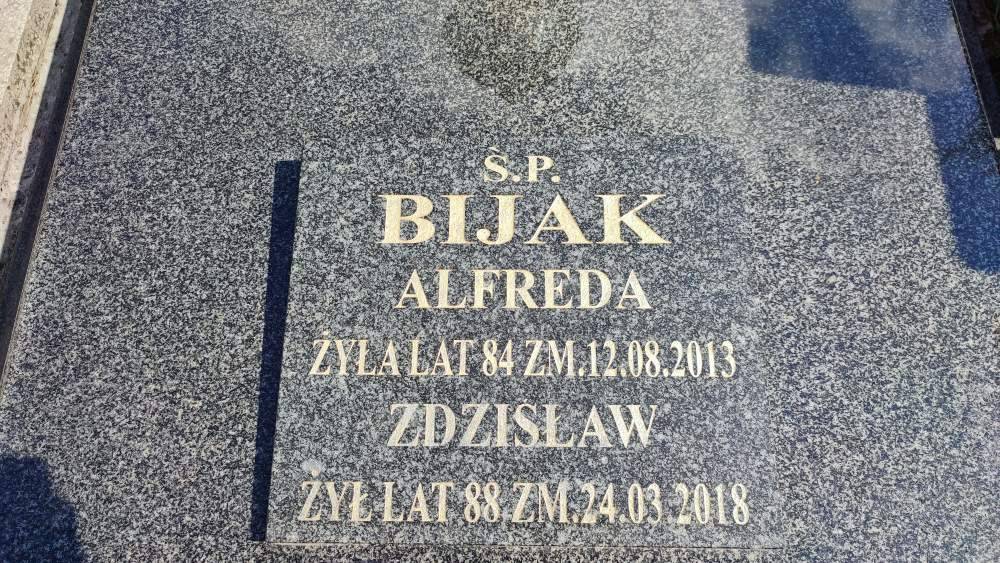 Ś.P.
BIJAK
ALFREDA
ŻYŁA LAT 84 ZM.12.08.2013
ZDZISŁAW
ŻYŁ LAT 88 ZM.24.03.2018